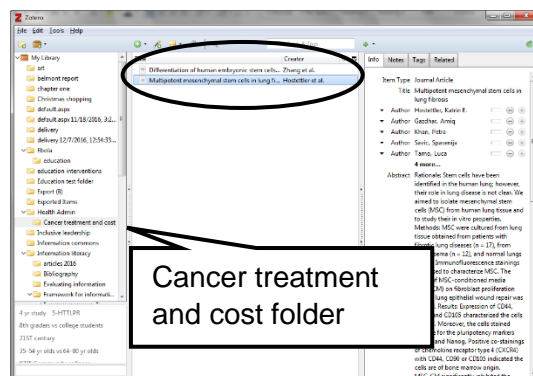 Zotero
File Edit Tools Help
My Library
art
belmont report
chapter one
Christmas shopping
default.aspx
default.aspx 11/18/2016, 3:2...
delivery
delivery 12/7/2016, 12:54:33...
Ebola
education
education interventions
Education test folder
Export (8)
Exported Items
Health Admin
Cancer treatment and cost
Inclusive leadership
Information commons
Information literacy
articles 2016
Bibliography
Evaluating information
Framework for informati...
4 yr study 5-HTTLPR
8th graders vs college students
21ST century
25-54 yr olds vs 64-80 yr olds
Creator
Differentiation of human embryonic stem cells... Zhang et al.
Multipotent mesenchymal stem cells in lung fi... Hostettler et al.
Info Notes Tags Related
Item Type Journal Article
Title Multipotent mesenchymal stem cells in
lung fibrosis
Author Hostettler, Katrin E.
Author Gazdhar, Amiq
Author Khan, Petra
Author Savic, Spasenija
Author Tamo, Luca
4 more...
Abstract Rationale: Stem cells have been
identified in the human lung; however,
their role in lung disease is not clear. We
aimed to isolate mesenchymal stem
cells (MSC) from human lung tissue and
to study their in vitro properties.
Methods: MSC were cultured from lung
tissue obtained from patients with
lung diseases (n = 17), from
(n = 12), and normal lungs
Immunofluorescence stainings
to characterize MSC. The
of MSC-conditioned media
on fibroblast proliferation
lung epithelial wound repair was
Results: Expression of CD44,
and CD105 characterized the cells
Moreover, the cells stained
for the pluripotency markers
and Nanog. Positive co-stainings
of chemokine receptor type 4 (CXCR4)
with CD44, CD90 or CD105 indicated the
cells are of bone marrow origin.
Cancer treatment
and cost folder